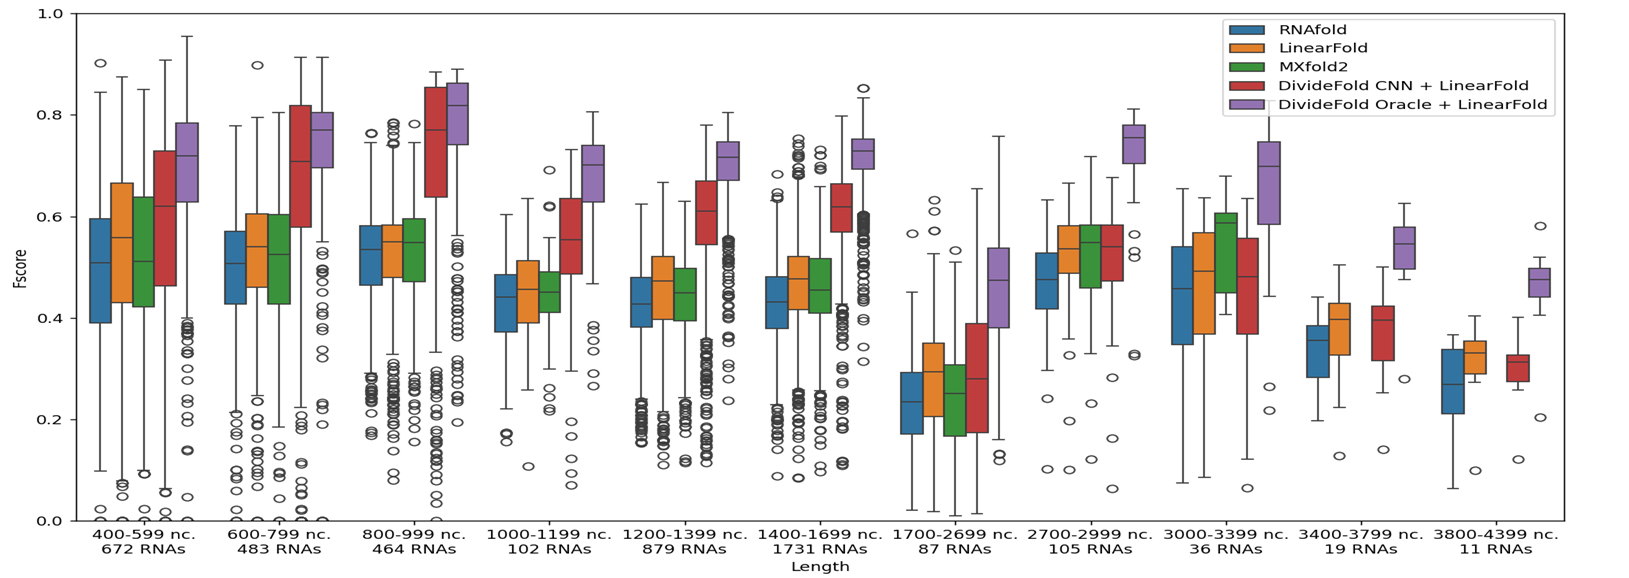 1.0
0.8
0.6
0.4
0.2
0.0
Fscore
RNAfold
LinearFold
MXfold2
DivideFold CNN + LinearFold
DivideFold Oracle + LinearFold
400-599 nc. 600-799 nc. 800-999 nc. 1000-1199 nc. 1200-1399 nc. 1400-1699 nc. 1700-2699 nc. 2700-2999 nc. 3000-3399 nc. 3400-3799 nc. 3800-4399 nc.
672 RNAs 483 RNAs 464 RNAs 102 RNAs 879 RNAs 1731 RNAs 87 RNAs 105 RNAs 36 RNAs 19 RNAs 11 RNAs
Length